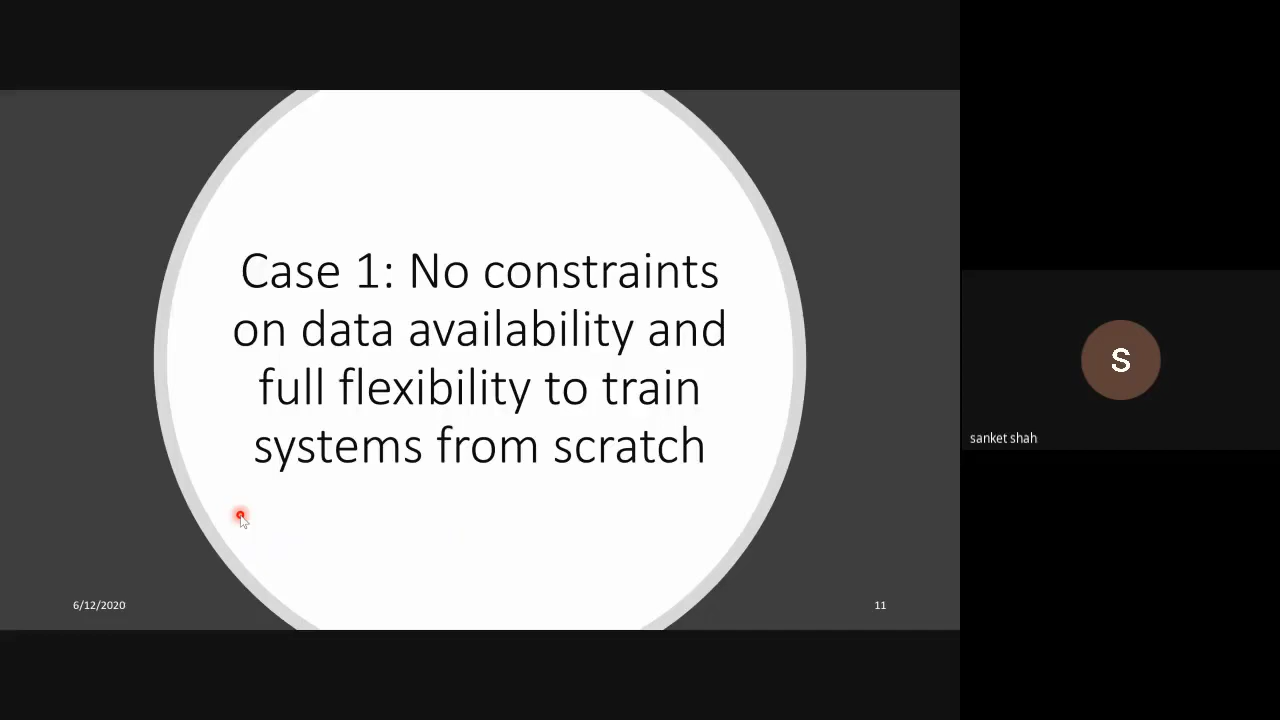 Case 1: No constraints
on data availability and
full flexibility to train
systems from scratch
6/12/2020
11
S
sanket shah